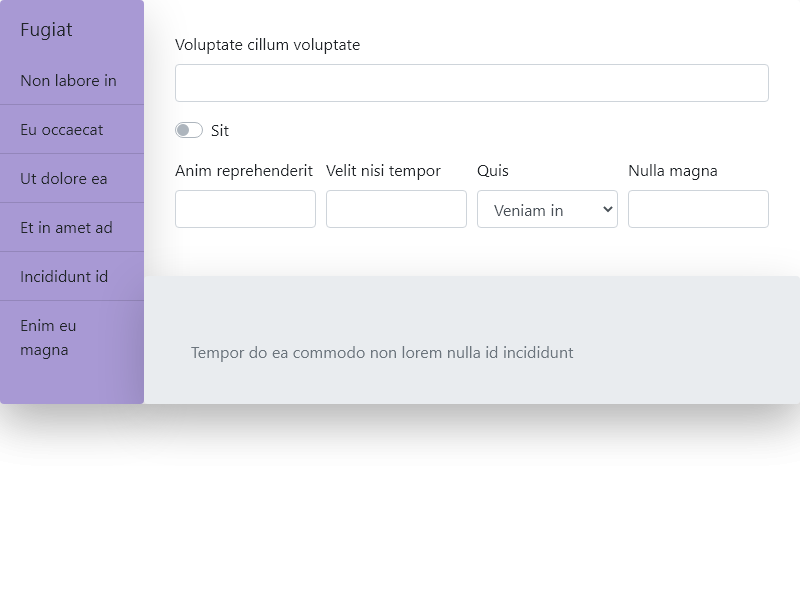 Fugiat
Non labore in
Eu occaecat
Ut dolore ea
Et in amet ad
Incididunt id
Enim eu
magna
Voluptate cillum voluptate
Sit
Anim reprehenderit
Velit nisi tempor
Quis
Nulla magna
Veniam in
Tempor do ea commodo non lorem nulla id incididunt